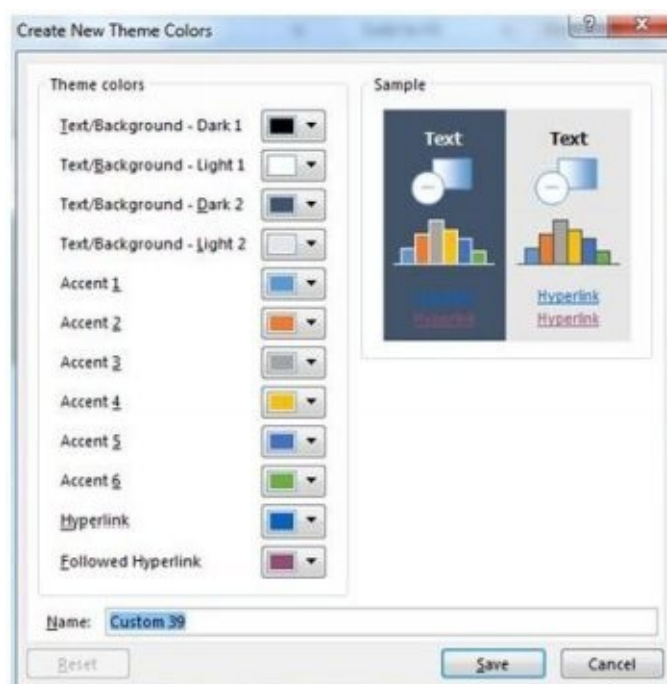 Create New Theme Colors
Theme colors
Text/Background - Dark 1
Text/Background - Light 1
Text/Background - Dark 2
Text/Background - Light 2
Accent 1
Accent 2
Accent 3
Accent 4
Accent 5
Accent 6
Hyperlink
Followed Hyperlink
Sample
Text Text
Hyperlink Hyperlink
Hyperlink Hyperlink
Name: Custom 39
Reset Save Cancel